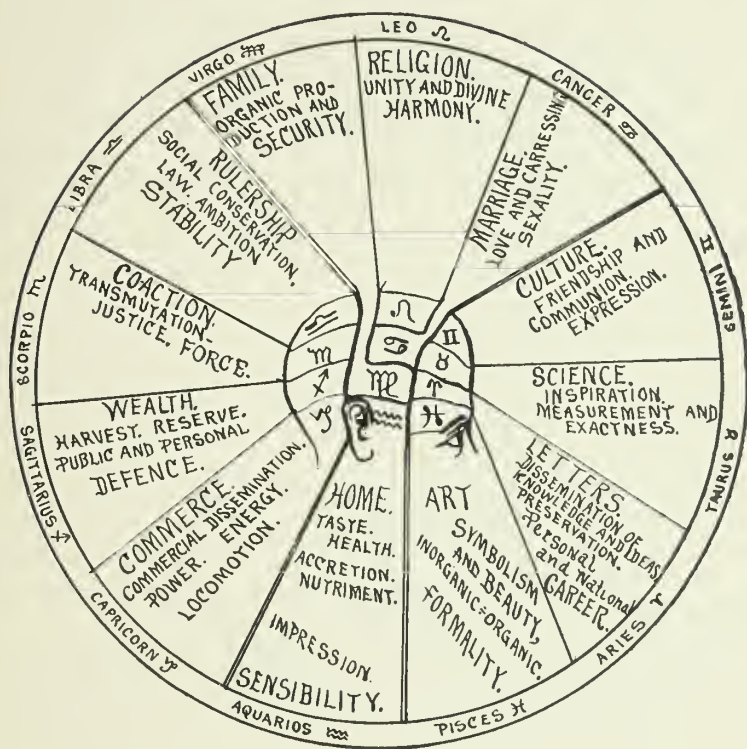 LEO ♌
CANCER ♋
GEMINI ♊
TAURUS ♉
ARIES ♈
PISCES ♓
AQUARIOS ♒
CAPRICORN ♑
SAGITTARIUS ♐
SCORPIO ♏
LIBRA ♎
VIRGO ♍
RELIGION.
UNITY AND DIVINE
HARMONY.
MARRIAGE.
LOVE AND CARRESSING
SEXALITY.
CULTURE.
FRIENDSHIP AND
COMMUNION.
EXPRESSION.
SCIENCE.
INSPIRATION.
MEASUREMENT AND
EXACTNESS.
LETTERS.
DISSEMINATION OF
KNOWLEDGE AND IDEAS
PRESERVATION.
Personal
and National
CAREER.
ART
SYMBOLISM
AND BEAUTY,
INORGANIC=ORGANIC.
FORMALITY.
HOME.
TASTE.
HEALTH.
ACCRETION.
NUTRIMENT.
IMPRESSION.
SENSIBILITY.
COMMERCE.
COMMERCIAL DISSEMINATION.
POWER. ENERGY.
LOCOMOTION.
WEALTH.
HARVEST. RESERVE.
PUBLIC AND PERSONAL
DEFENCE.
COACTION.
TRANSMUTATION-
JUSTICE. FORCE.
RULERSHIP
SOCIAL CONSERVATION.
LAW. AMBITION
STABILITY
FAMILY.
ORGANIC PRO-
DUCTION AND
SECURITY.
♎ ♌
♏ ♋ ♊
♐ ♉
♑ ♍ ♈
♒ ♓